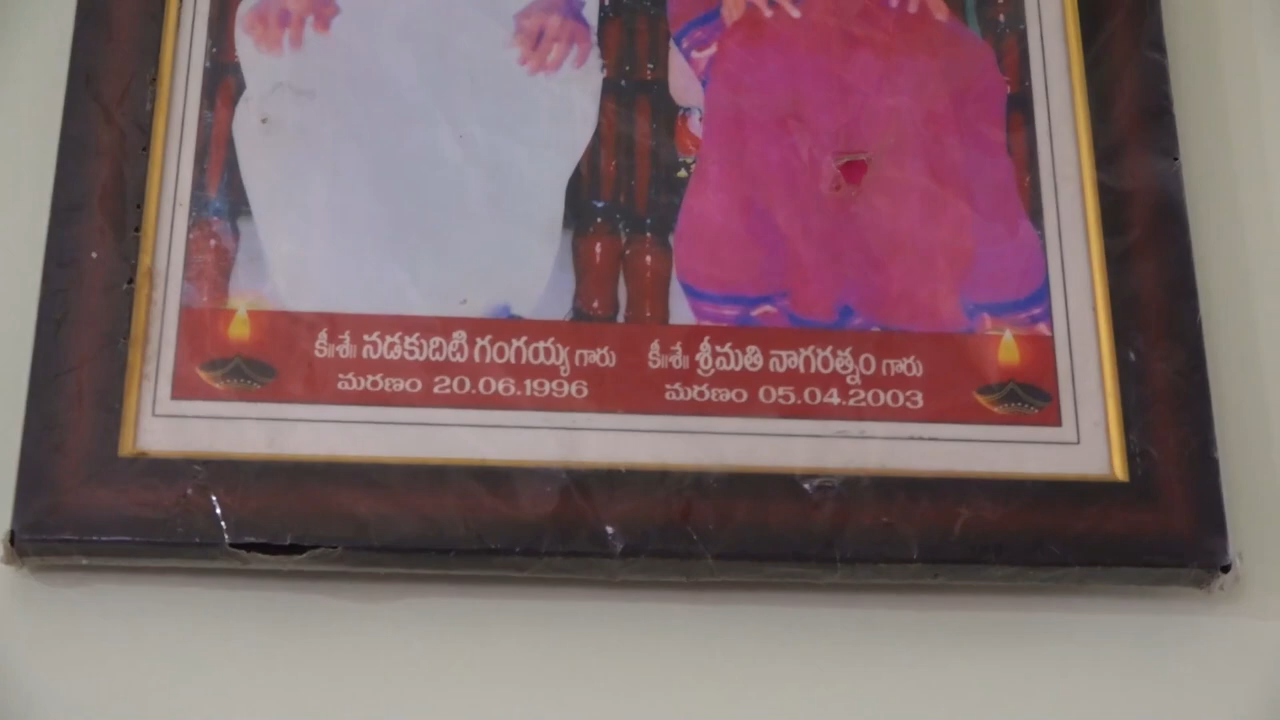 కీ॥శే॥ నడకుదిటి గంగయ్య గారు
మరణం 20.06.1996
కీ॥శే॥ శ్రీమతి నాగరత్నం గారు
మరణం 05.04.2003